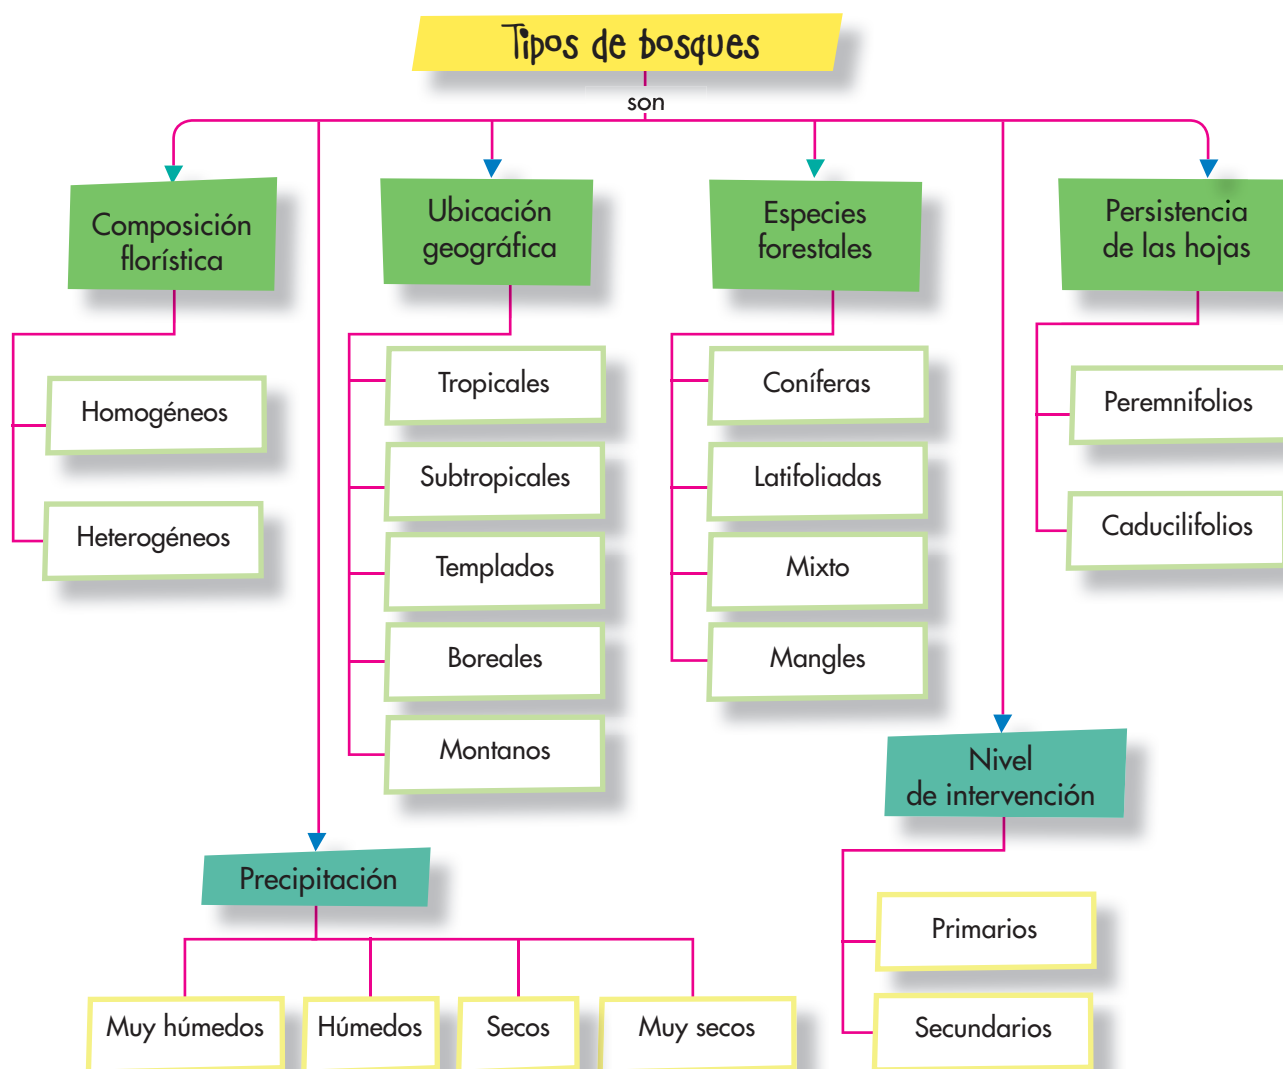 Tipos de bosques
son
Composición
florística
Homogéneos
Heterogéneos
Ubicación
geográfica
Tropicales
Subtropicales
Templados
Boreales
Montanos
Especies
forestales
Coníferas
Latifoliadas
Mixto
Mangles
Persistencia
de las hojas
Peremnifolios
Caducilifolios
Precipitación
Muy húmedos
Húmedos
Secos
Muy secos
Nivel
de intervención
Primarios
Secundarios